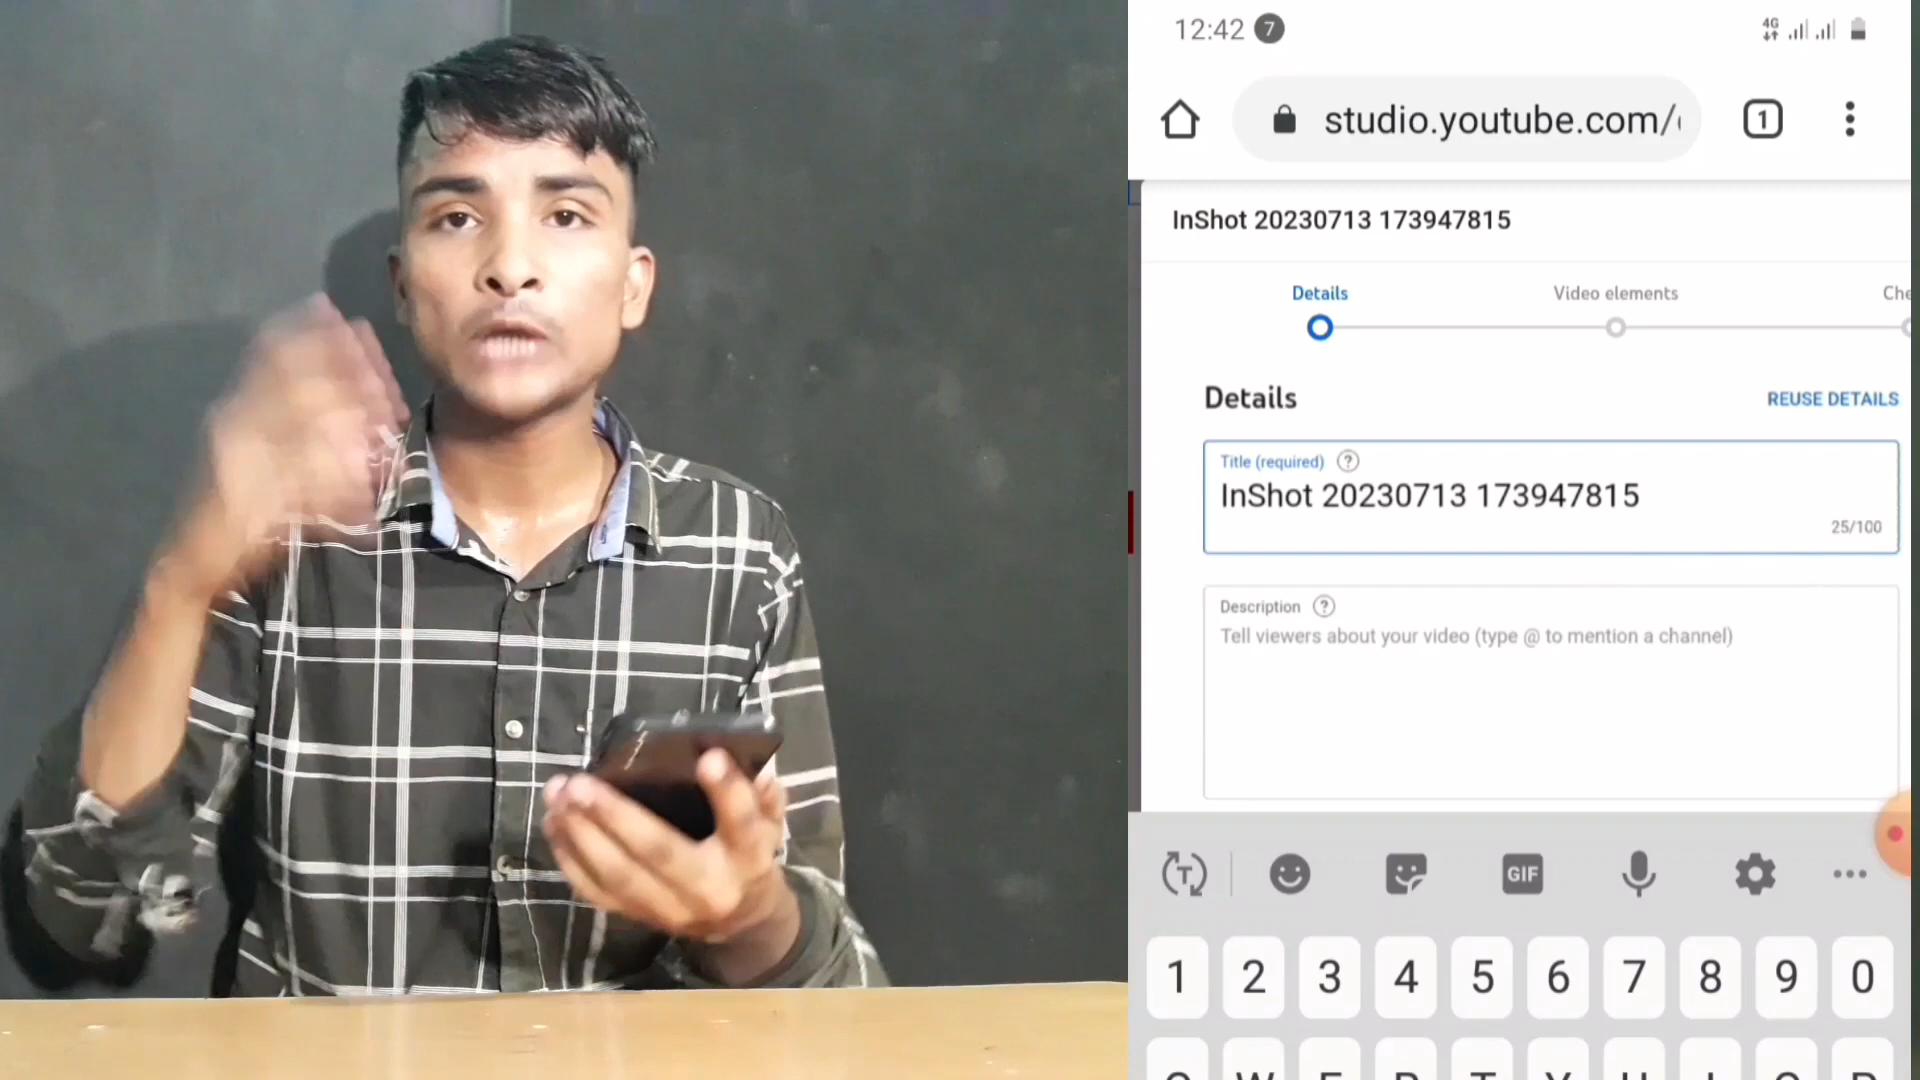 12:42 7 4G
studio.youtube.com/ 1
InShot 20230713 173947815
Details Video elements Che
Details REUSE DETAILS
Title (required) ?
InShot 20230713 173947815
25/100
Description ?
Tell viewers about your video (type @ to mention a channel)
T GIF
1 2 3 4 5 6 7 8 9 0